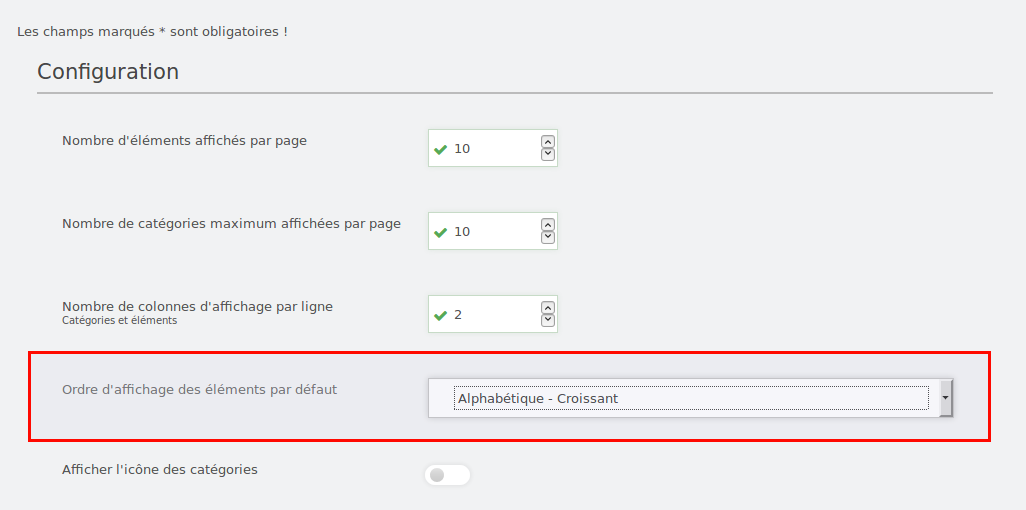 Les champs marqués * sont obligatoires !
Configuration
Nombre d'éléments affichés par page
10
Nombre de catégories maximum affichées par page
10
Nombre de colonnes d'affichage par ligne
Catégories et éléments
2
Ordre d'affichage des éléments par défaut
Alphabétique - Croissant
Afficher l'icône des catégories